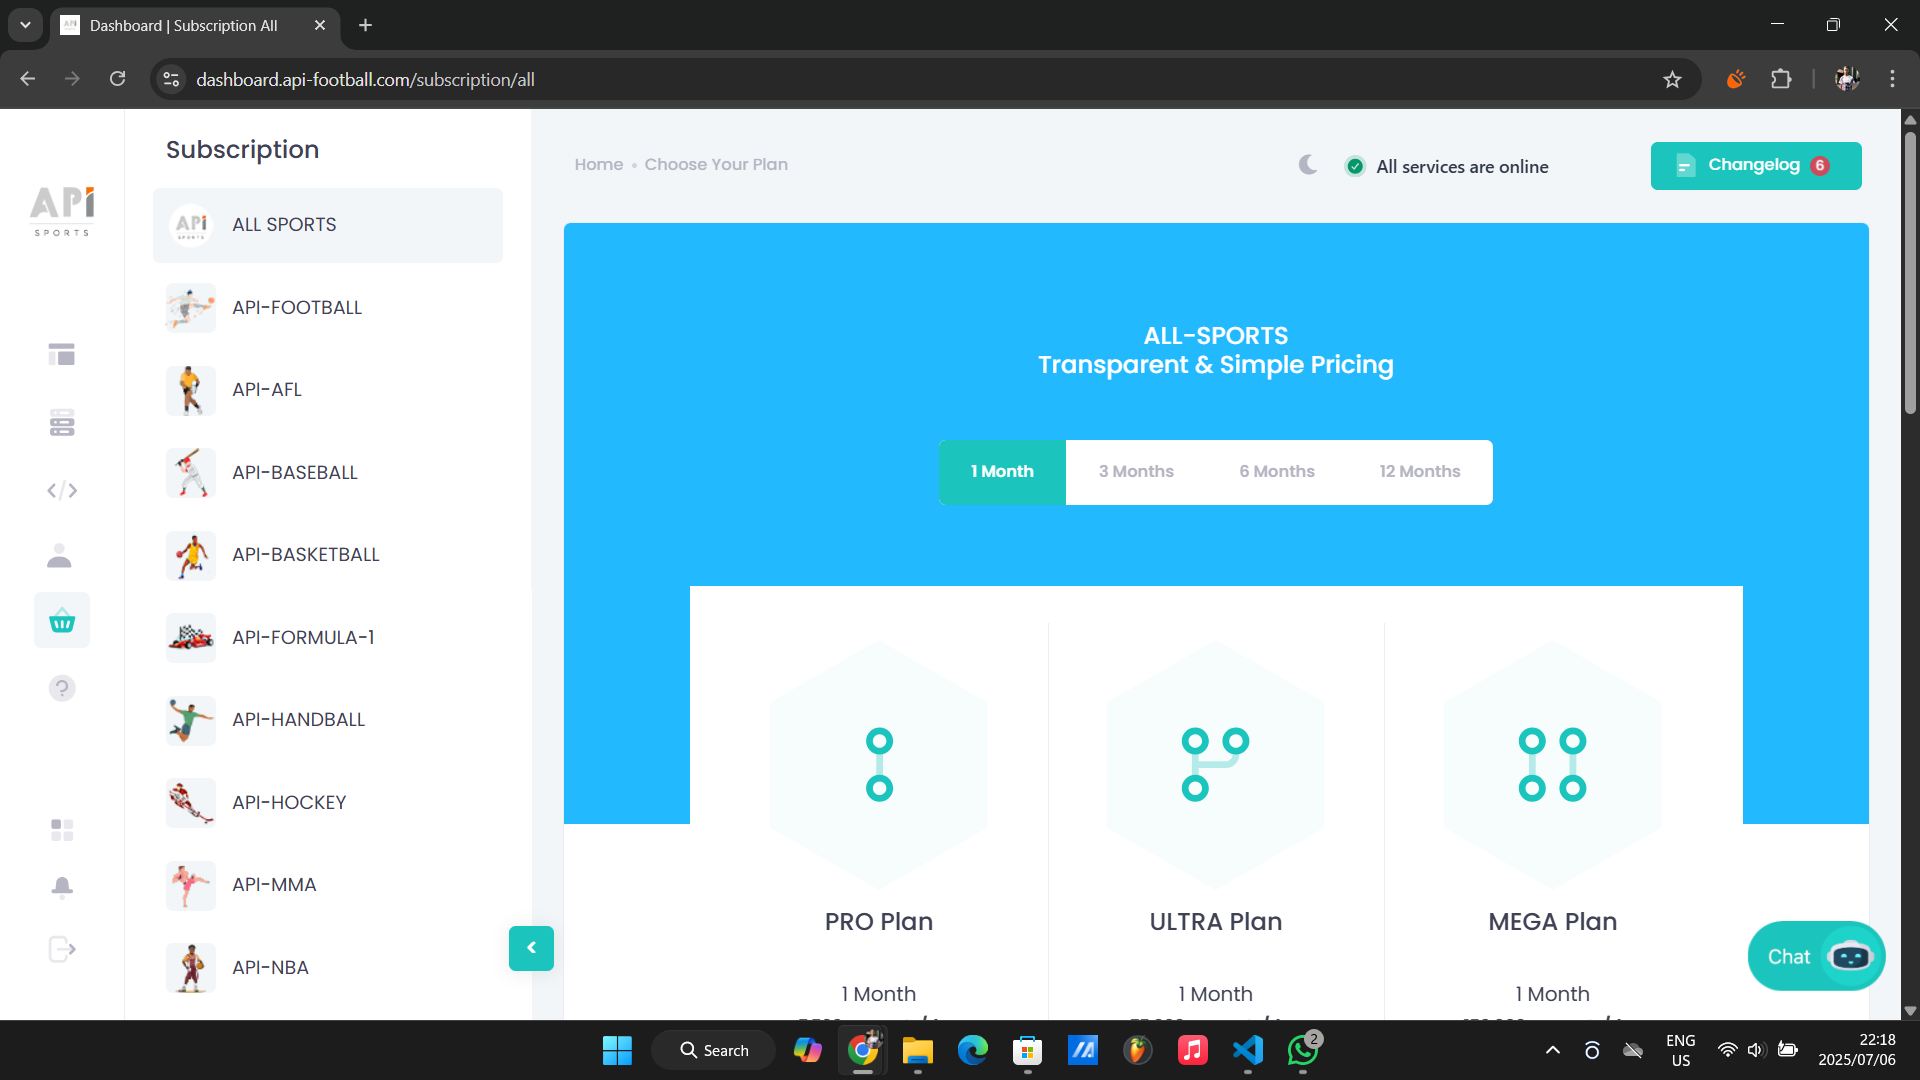 Dashboard | Subscription All
dashboard.api-football.com/subscription/all
Subscription
API
SPORTS
API
SPORTS
ALL SPORTS
API-FOOTBALL
API-AFL
API-BASEBALL
API-BASKETBALL
API-FORMULA-1
API-HANDBALL
API-HOCKEY
API-MMA
API-NBA
Home • Choose Your Plan
All services are online
Changelog 6
ALL-SPORTS
Transparent & Simple Pricing
1 Month 3 Months 6 Months 12 Months
PRO Plan
1 Month
ULTRA Plan
1 Month
MEGA Plan
1 Month
Chat
Search
2
ENG
US
22:18
2025/07/06